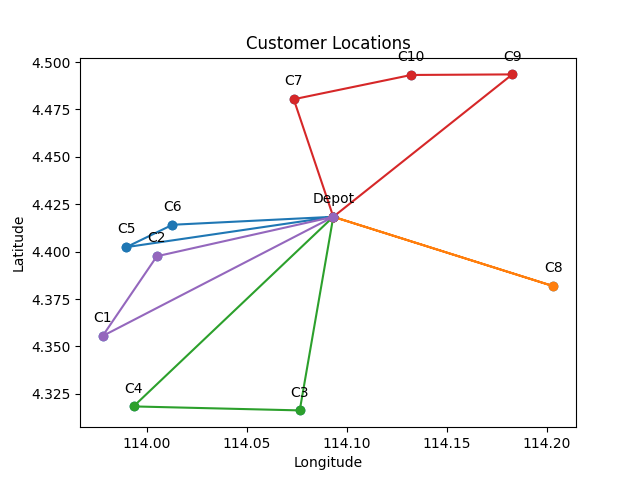 Customer Locations
4.500
4.475
4.450
4.425
4.400
4.375
4.350
4.325
Latitude
C10
C9
C7
Depot
C6
C5
C2
C8
C1
C4
C3
114.00
114.05
114.10
114.15
114.20
Longitude